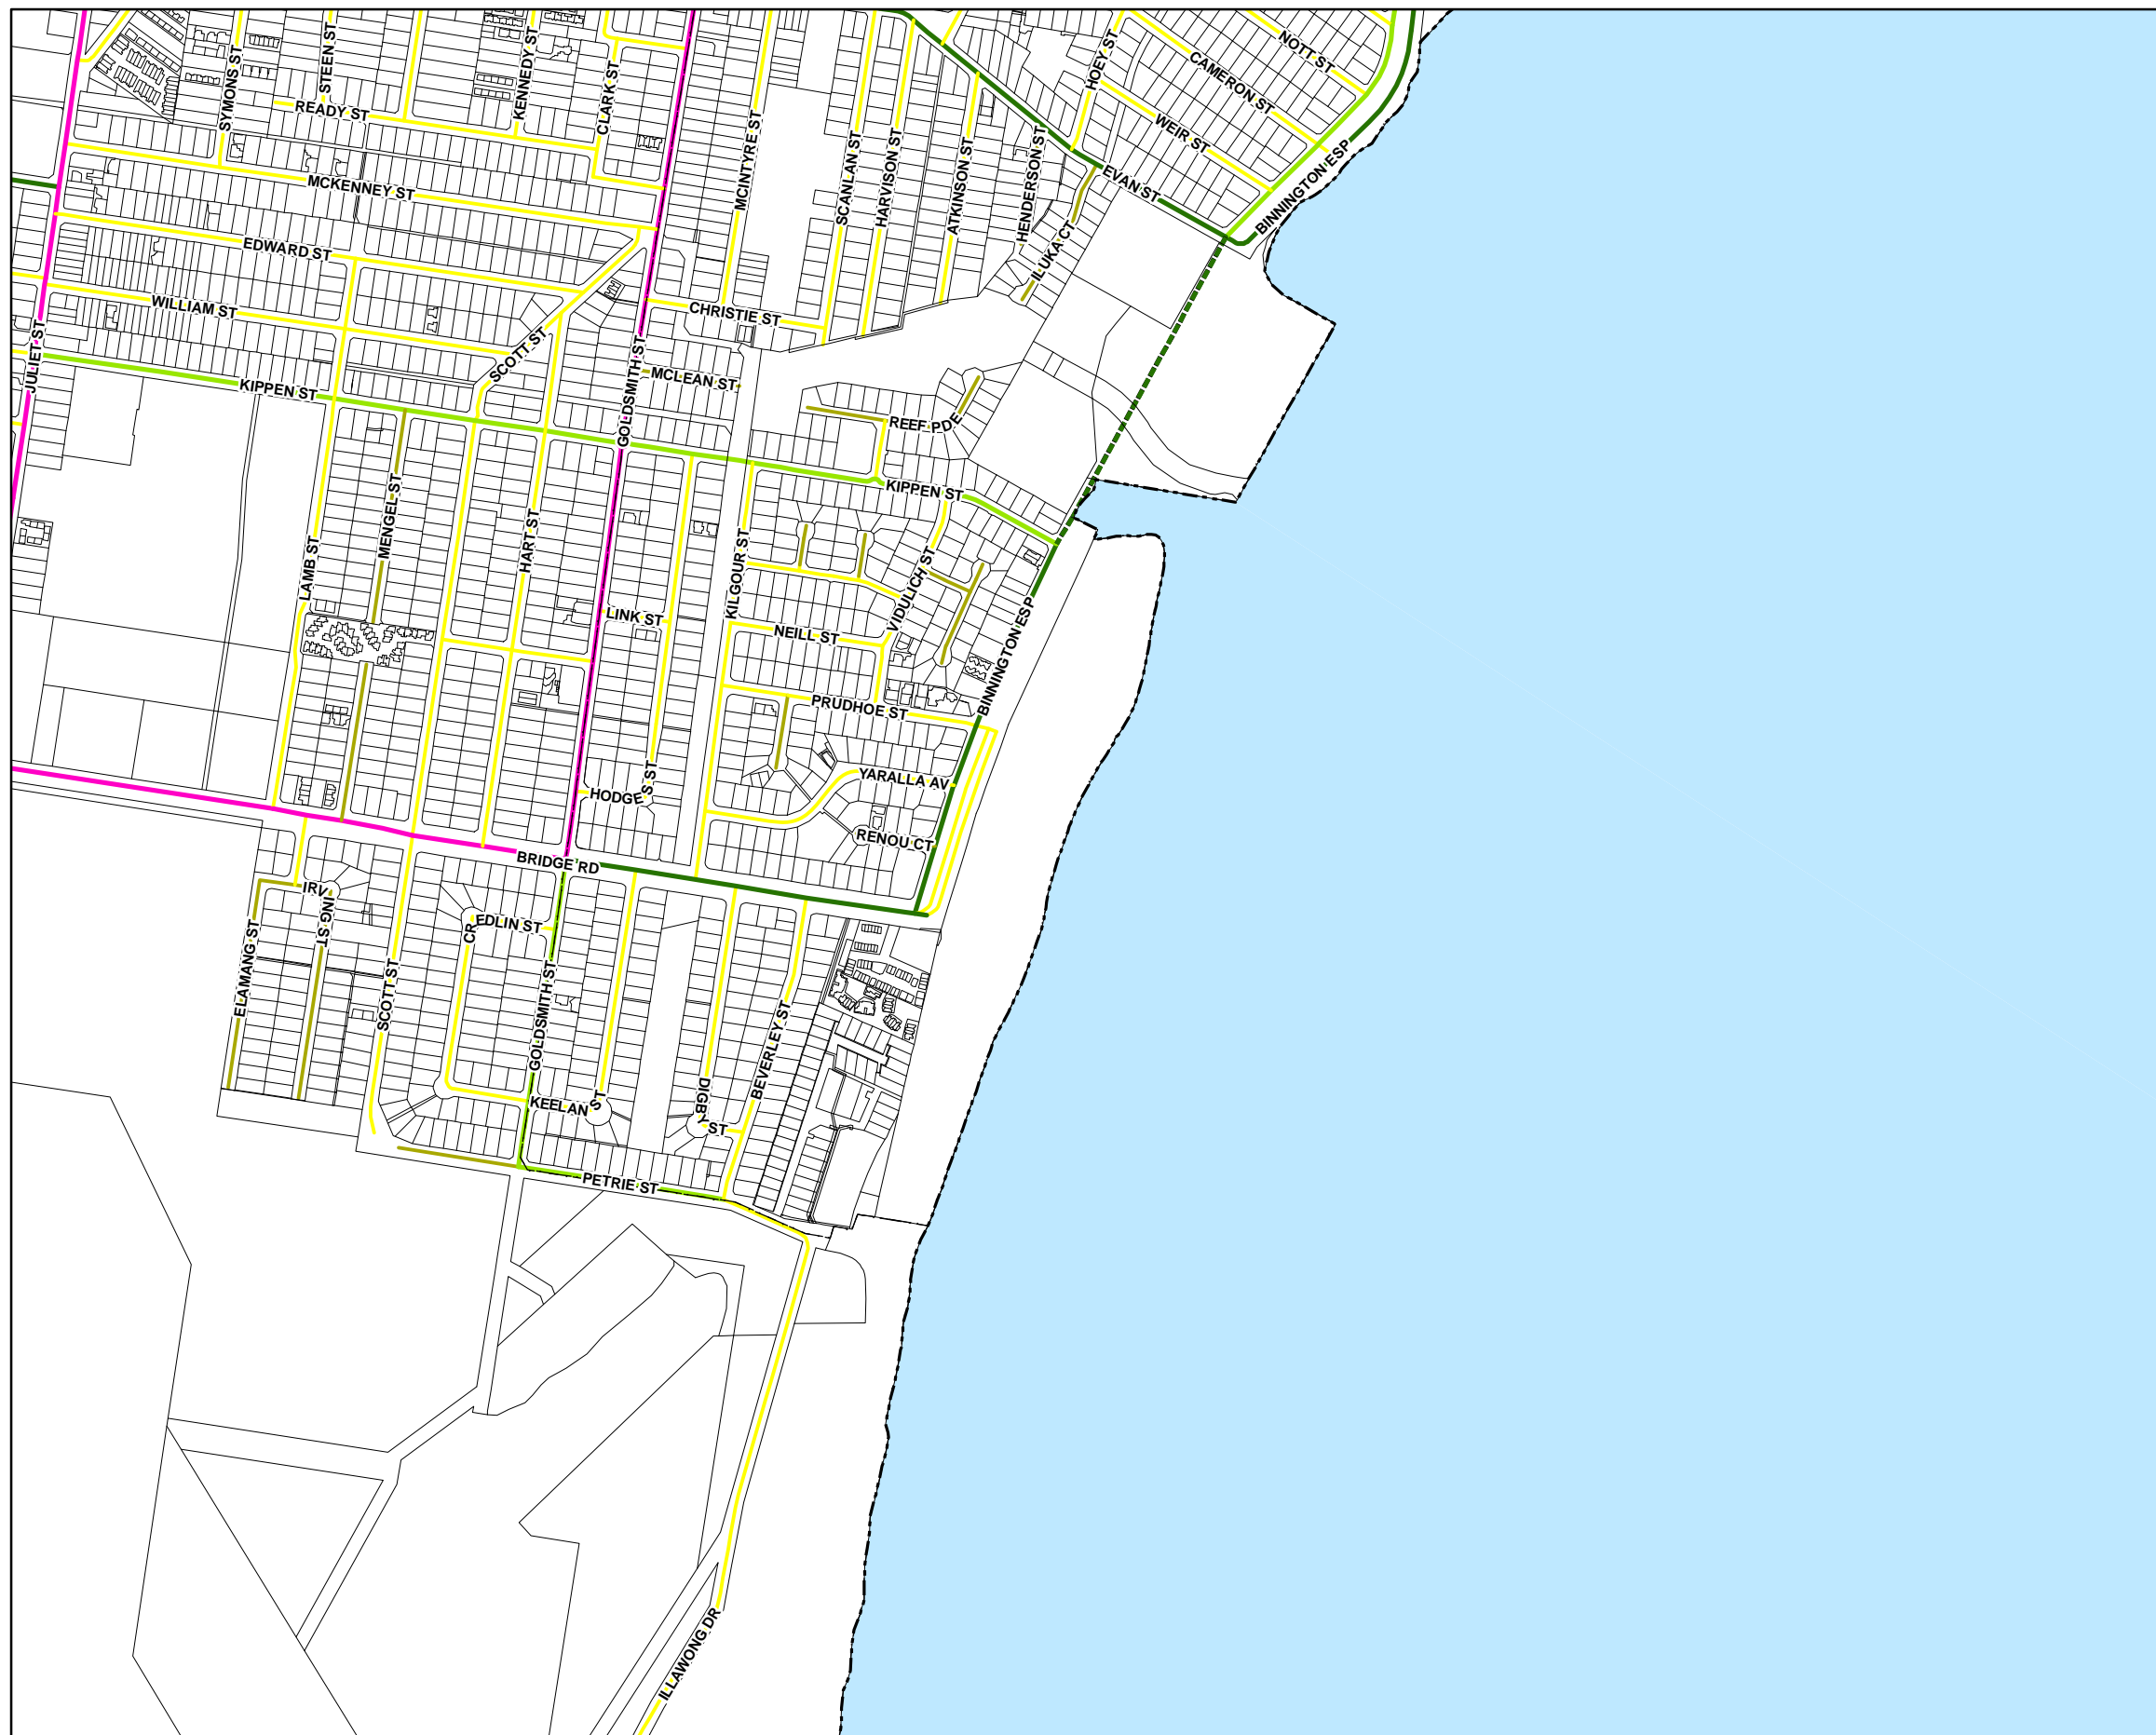 NOTT ST
CAMERON ST
HOEY ST
WEIR ST
STEEN ST
SYMONS ST
KENNEDY ST
CLARK ST
READY ST
MCINTYRE ST
SCANLAN ST
HARVISON ST
ATKINSON ST
HENDERSON ST
EVAN ST
BINNINGTON ESP
MCKENNEY ST
EDWARD ST
ILUKA CT
WILLIAM ST
CHRISTIE ST
JULIET ST
SCOTT ST
GOLDSMITH ST
MCLEAN ST
KIPPEN ST
REEF PDE
KIPPEN ST
MENGEL ST
HART ST
LAMB ST
KILGOUR ST
VIDULICH ST
LINK ST
NEILL ST
BINNINGTON ESP
PRUDHOE ST
YARALLA AV
HODGES ST
RENOU CT
BRIDGE RD
IRVING ST
EDLIN ST
CR
ELAMANG ST
SCOTT ST
GOLDSMITH ST
BEVERLEY ST
KEELAN ST
DIGBY ST
PETRIE ST
ILLAWONG DR